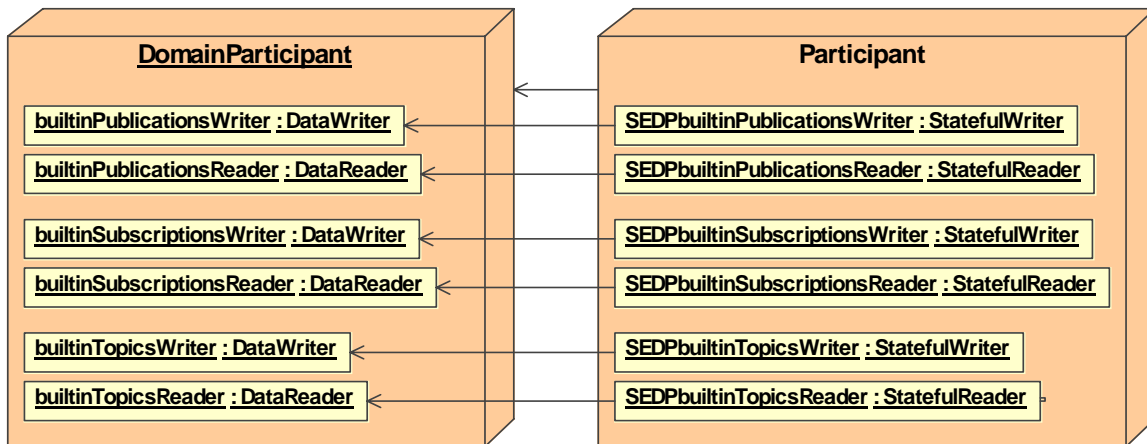 DomainParticipant
Participant
builtinPublicationsWriter : DataWriter
SEDPbuiltinPublicationsWriter : StatefulWriter
builtinPublicationsReader : DataReader
SEDPbuiltinPublicationsReader : StatefulReader
builtinSubscriptionsWriter : DataWriter
SEDPbuiltinSubscriptionsWriter : StatefulWriter
builtinSubscriptionsReader : DataReader
SEDPbuiltinSubscriptionsReader : StatefulReader
builtinTopicsWriter : DataWriter
SEDPbuiltinTopicsWriter : StatefulWriter
builtinTopicsReader : DataReader
SEDPbuiltinTopicsReader : StatefulReader